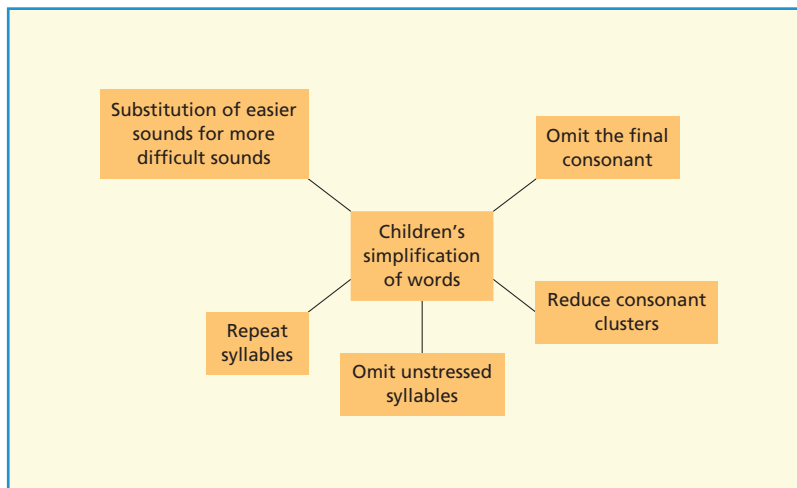 Substitution of easier
sounds for more
difficult sounds
Omit the final
consonant
Children's
simplification
of words
Reduce consonant
clusters
Repeat
syllables
Omit unstressed
syllables